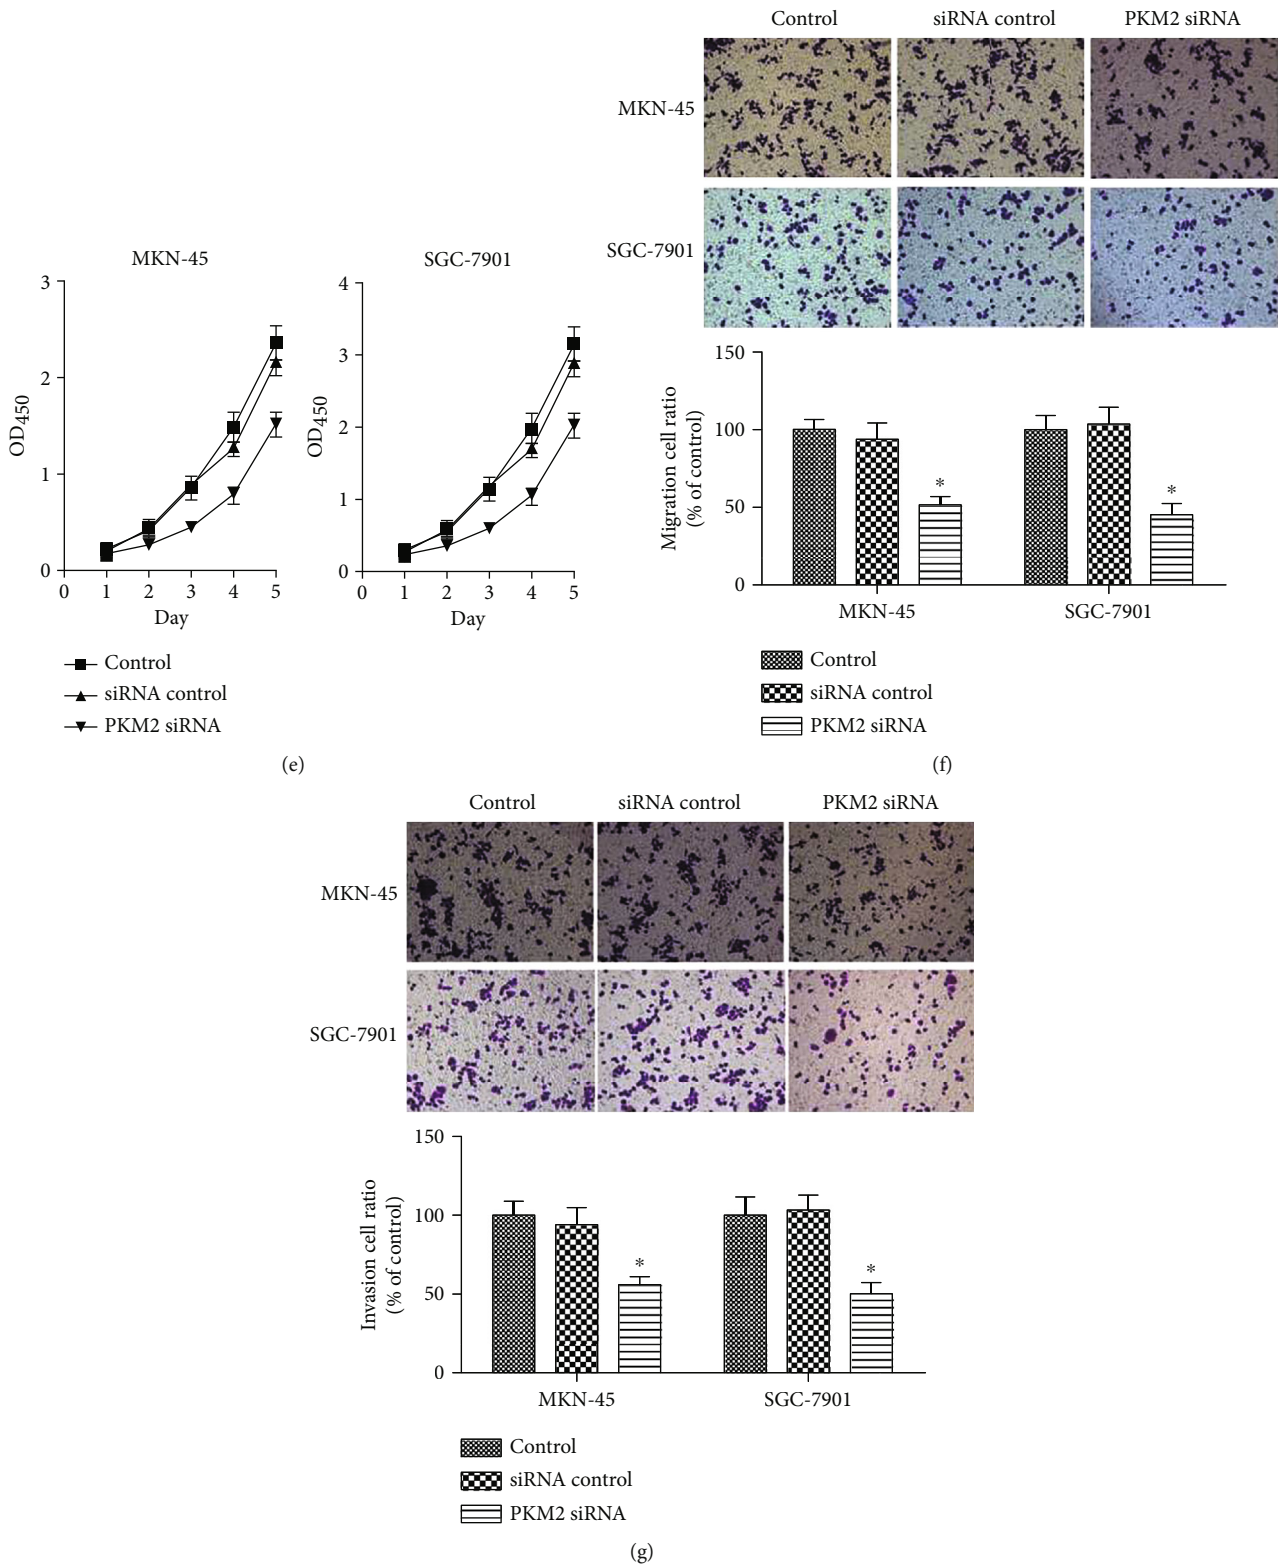 Control
siRNA control
PKM2 siRNA
MKN-45
SGC-7901
MKN-45
3
2
1
0
OD450
0 1 2 3 4 5
Day
SGC-7901
4
3
2
1
0
OD450
0 1 2 3 4 5
Day
Control
siRNA control
PKM2 siRNA
(e)
150
100
50
0
Migration cell ratio
(% of control)
*
*
MKN-45
SGC-7901
Control
siRNA control
PKM2 siRNA
(f)
Control
siRNA control
PKM2 siRNA
MKN-45
SGC-7901
150
100
50
0
Invasion cell ratio
(% of control)
*
*
MKN-45
SGC-7901
Control
siRNA control
PKM2 siRNA
(g)